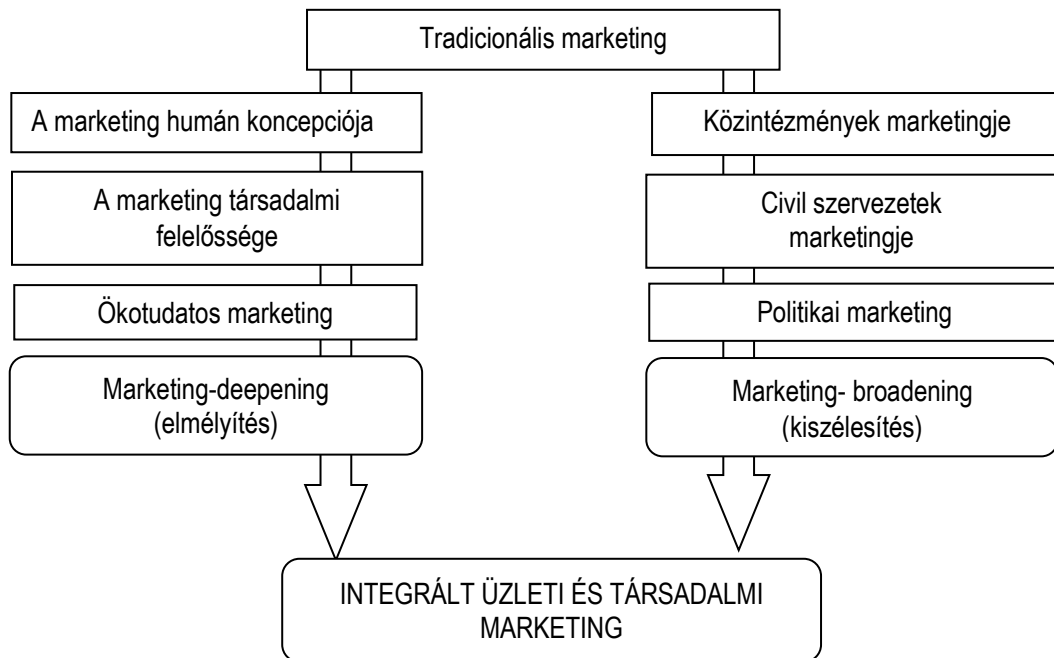 Tradicionális marketing
A marketing humán koncepciója
A marketing társadalmi
felelőssége
Ökotudatos marketing
Marketing-deepening
(elmélyítés)
Közintézmények marketingje
Civil szervezetek
marketingje
Politikai marketing
Marketing- broadening
(kiszélesítés)
INTEGRÁLT ÜZLETI ÉS TÁRSADALMI
MARKETING